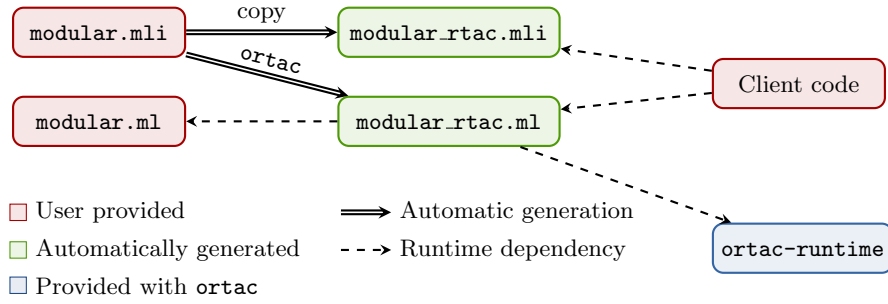 copy
modular.mli
modular_rtac.mli
ortac
Client code
modular.ml
modular_rtac.ml
User provided
Automatic generation
Automatically generated
Runtime dependency
ortac-runtime
Provided with ortac